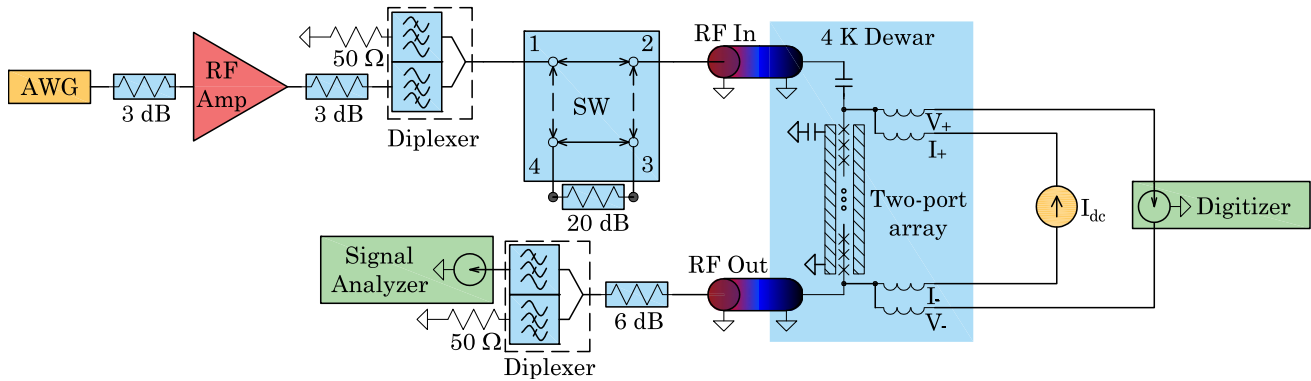 AWG
3 dB
RF
Amp
3 dB
50 Ω
Diplexer
1
2
SW
4
3
20 dB
RF In
4 K Dewar
V+
I+
Two-port
array
I-
V-
Idc
Digitizer
Signal
Analyzer
50 Ω
Diplexer
6 dB
RF Out